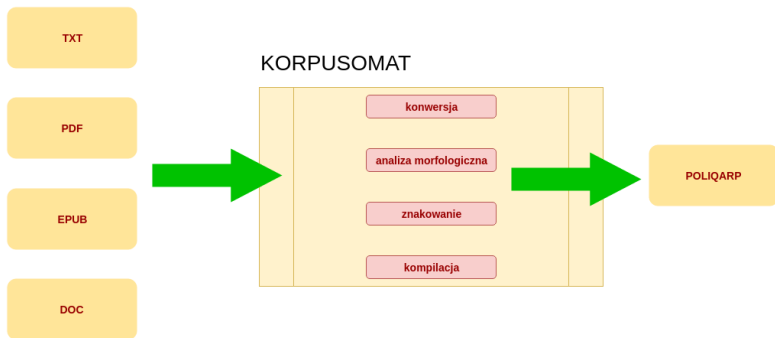 TXT
PDF
EPUB
DOC
KORPUSOMAT
konwersja
analiza morfologiczna
znakowanie
kompilacja
POLIQARP